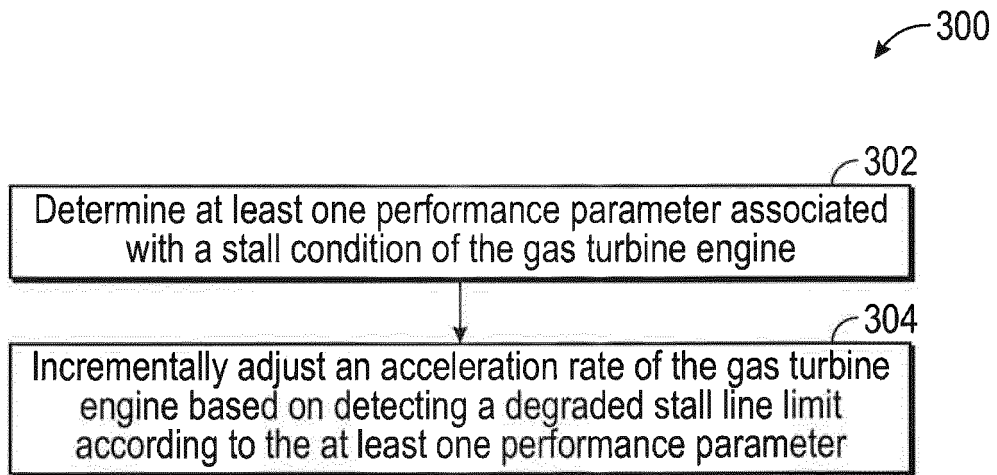 300
302
Determine at least one performance parameter associated
with a stall condition of the gas turbine engine
304
Incrementally adjust an acceleration rate of the gas turbine
engine based on detecting a degraded stall line limit
according to the at least one performance parameter